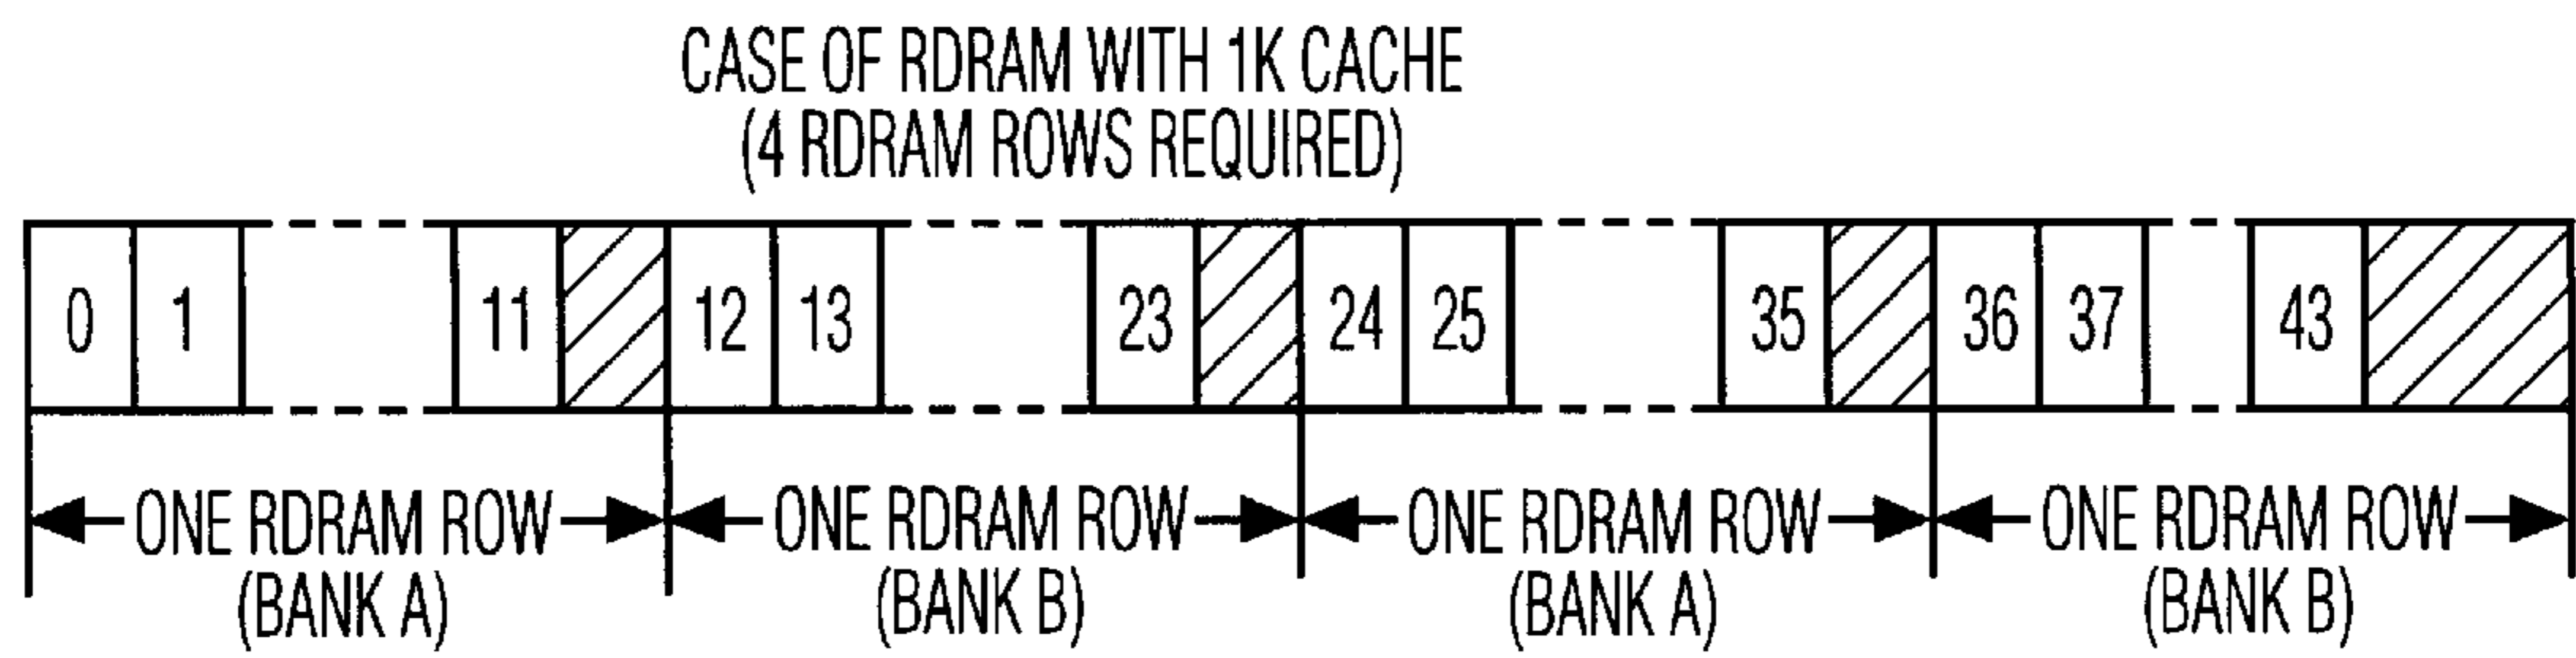 CASE OF RDRAM WITH 1K CACHE
(4 RDRAM ROWS REQUIRED)
0 1 11 12 13 23 24 25 35 36 37 43
ONE RDRAM ROW ONE RDRAM ROW ONE RDRAM ROW ONE RDRAM ROW
(BANK A) (BANK B) (BANK A) (BANK B)